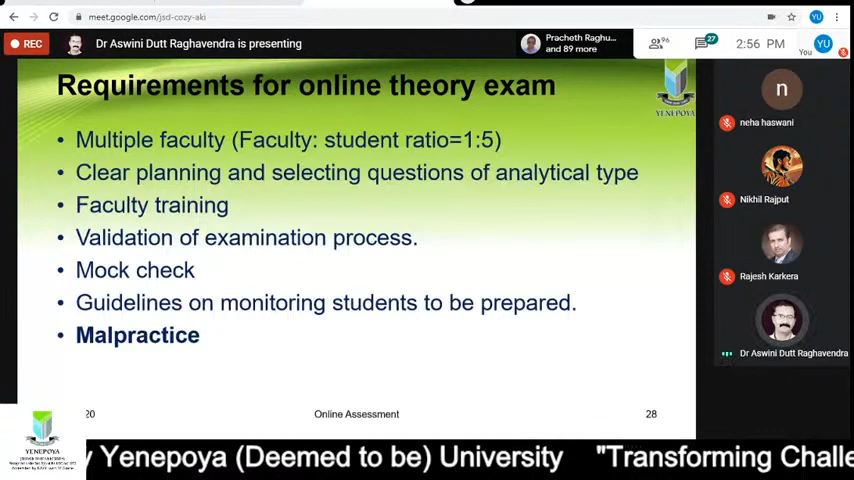 meet.google.com/jsd-cozy-aki
YU
REC
Dr Aswini Dutt Raghavendra is presenting
Pracheth Raghu...
and 89 more
96
27
2:56 PM
You
YU
Requirements for online theory exam
YENEPOYA
• Multiple faculty (Faculty: student ratio=1:5)
• Clear planning and selecting questions of analytical type
• Faculty training
• Validation of examination process.
• Mock check
• Guidelines on monitoring students to be prepared.
• Malpractice
n
neha haswani
Nikhil Rajput
Rajesh Karkera
Dr Aswini Dutt Raghavendra
20
Online Assessment
28
YENEPOYA
y Yenepoya (Deemed to be) University "Transforming Challe